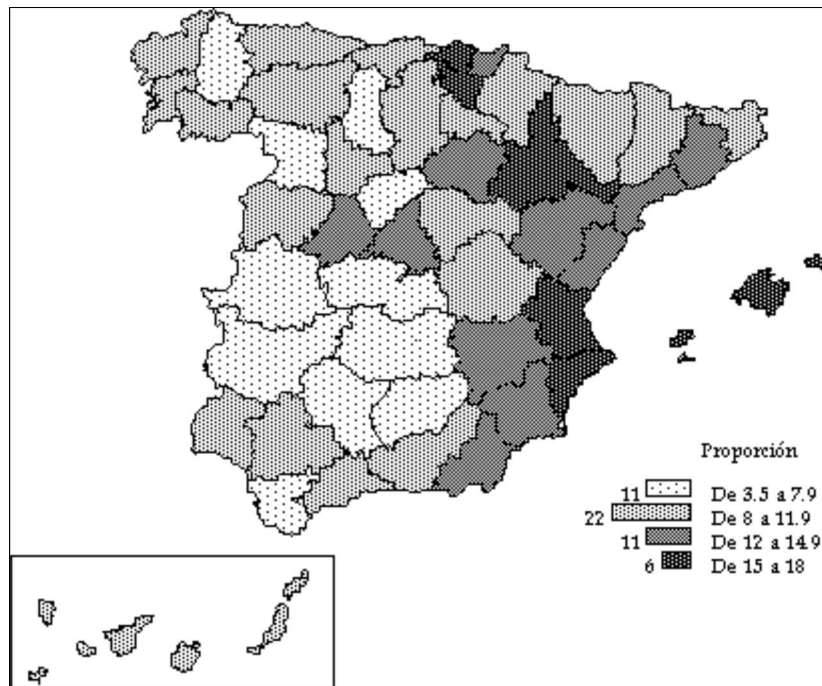 Proporción
11 De 3.5 a 7.9
22 De 8 a 11.9
11 De 12 a 14.9
6 De 15 a 18